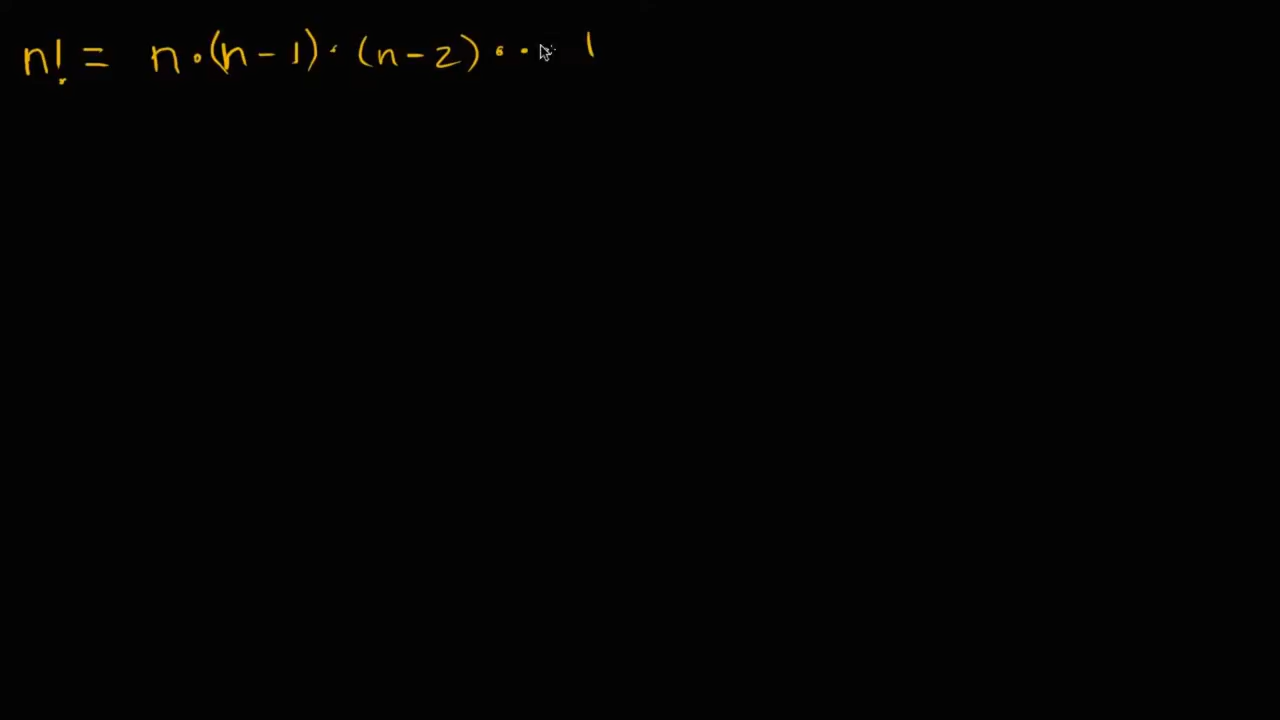 n! = n · (n - 1) · (n - 2) · · · 1